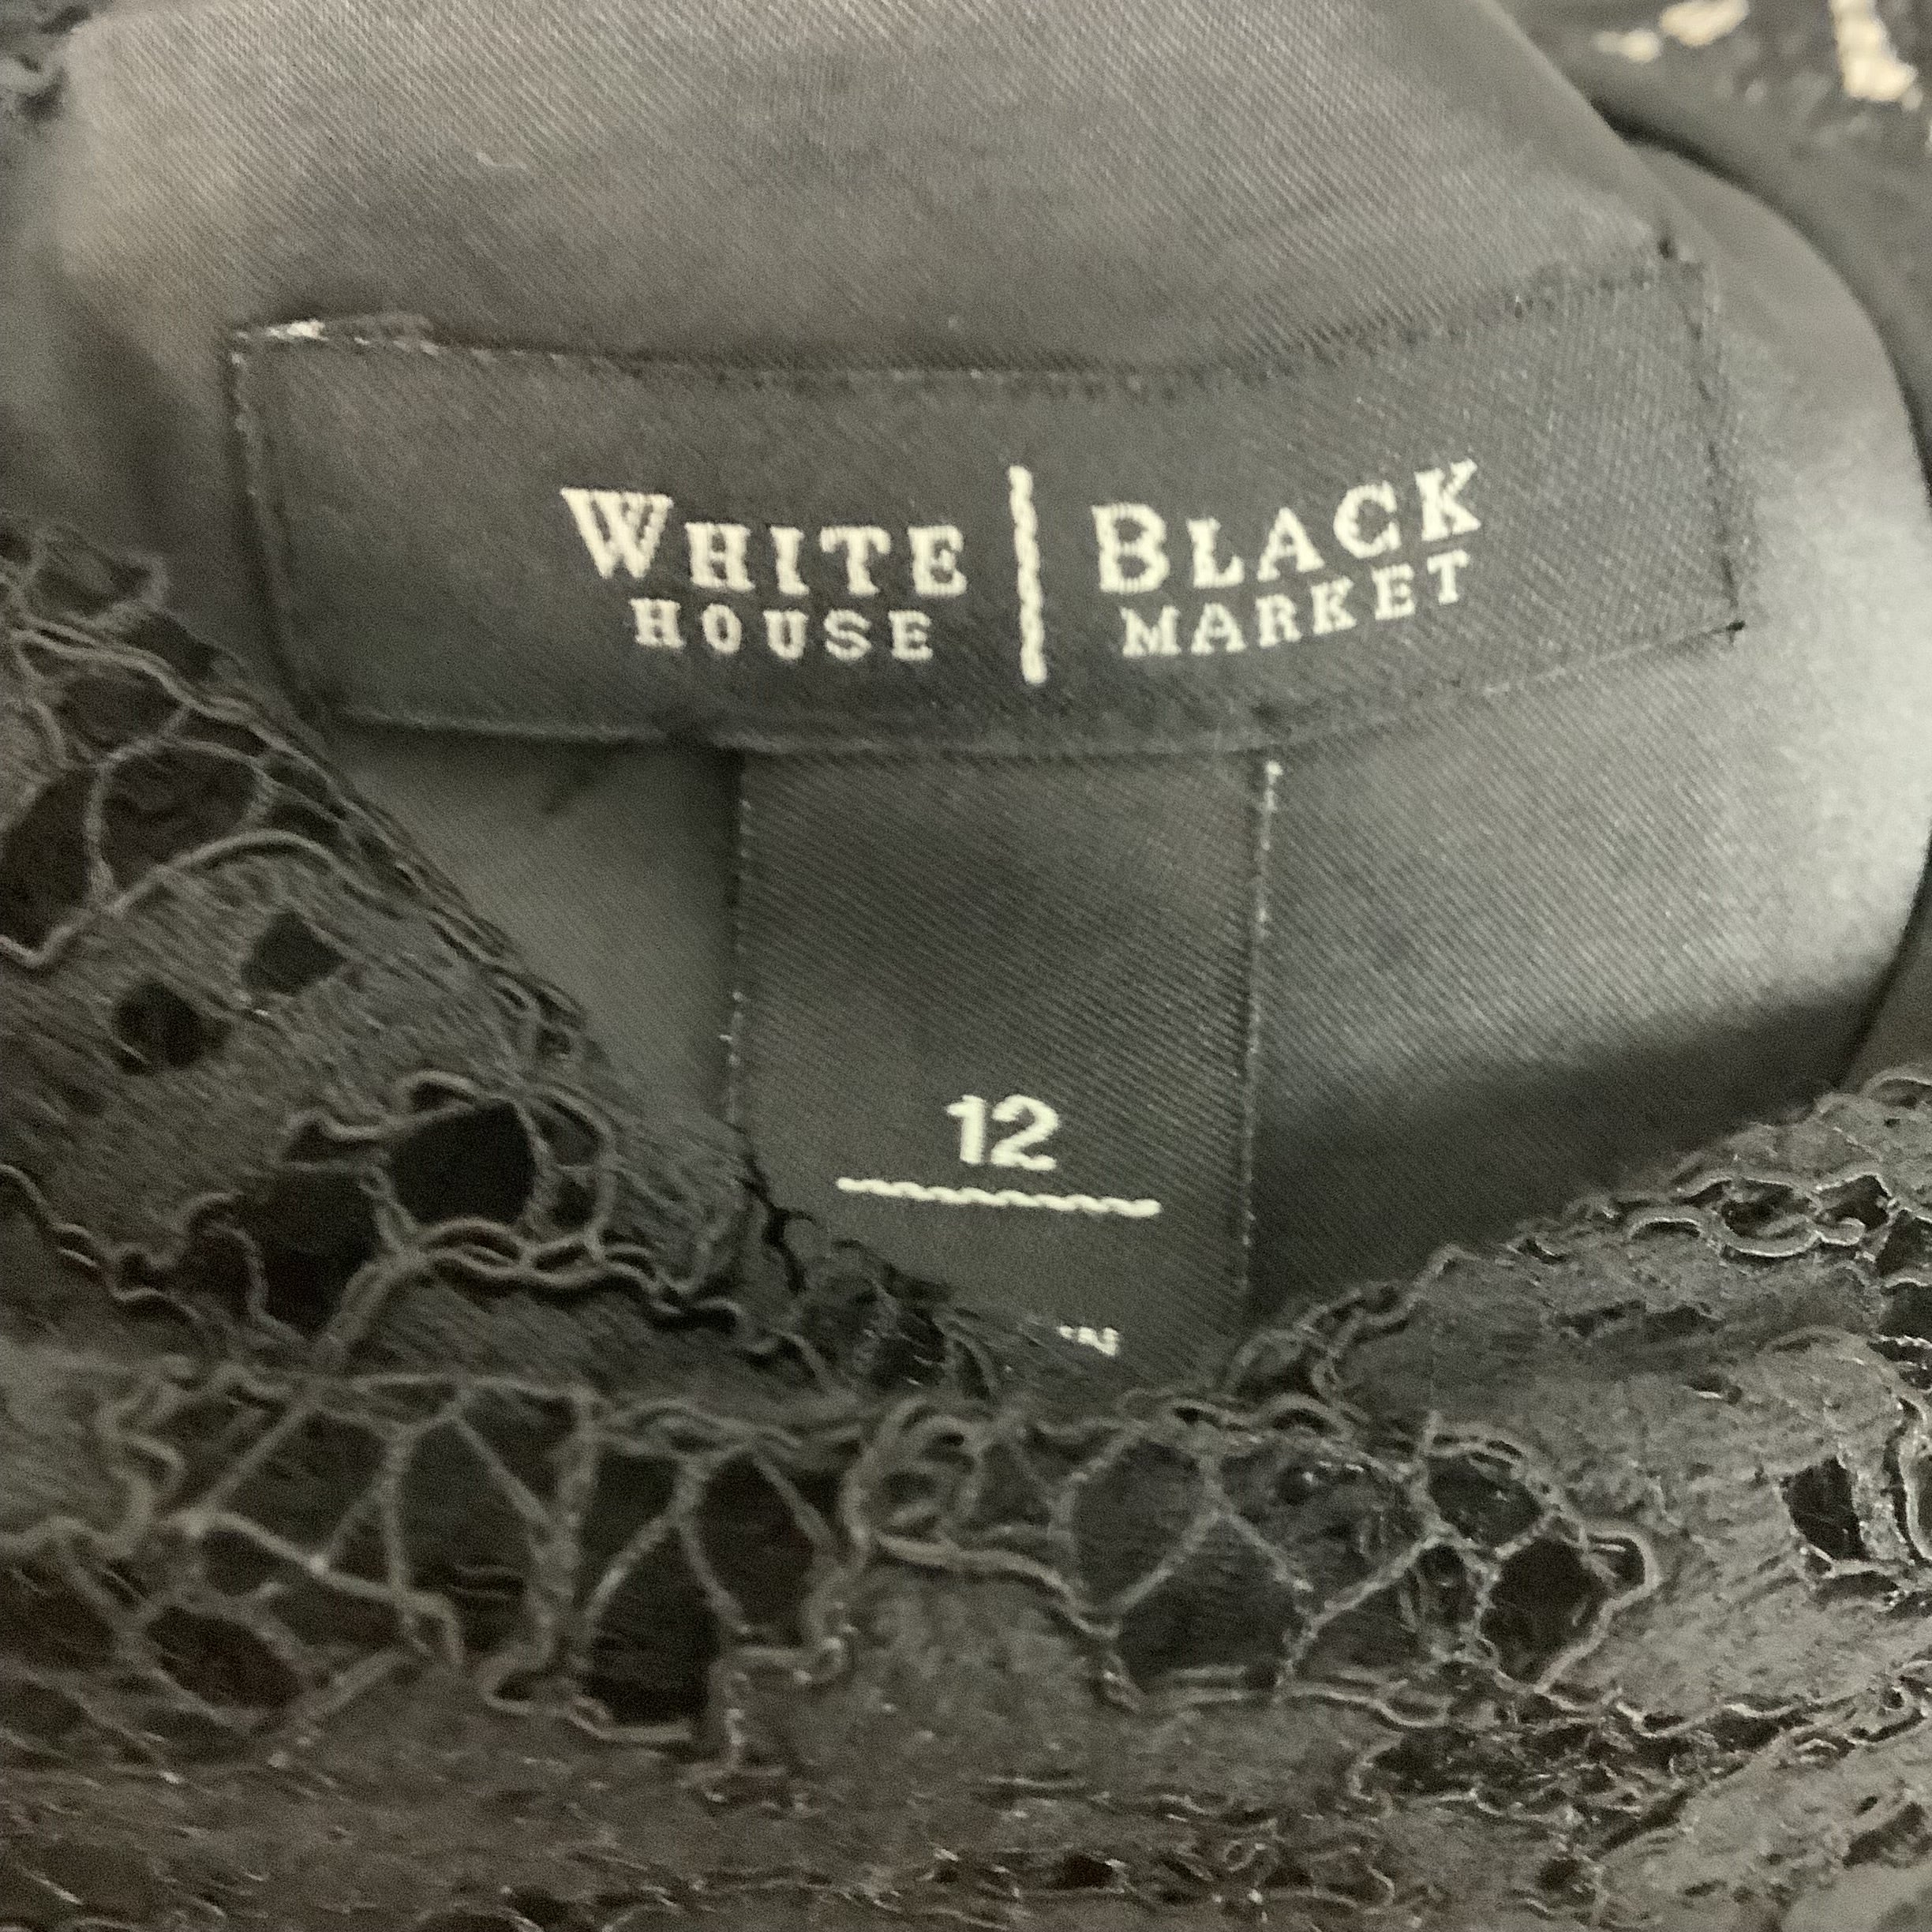 WHITE | BLACK
HOUSE | MARKET
12